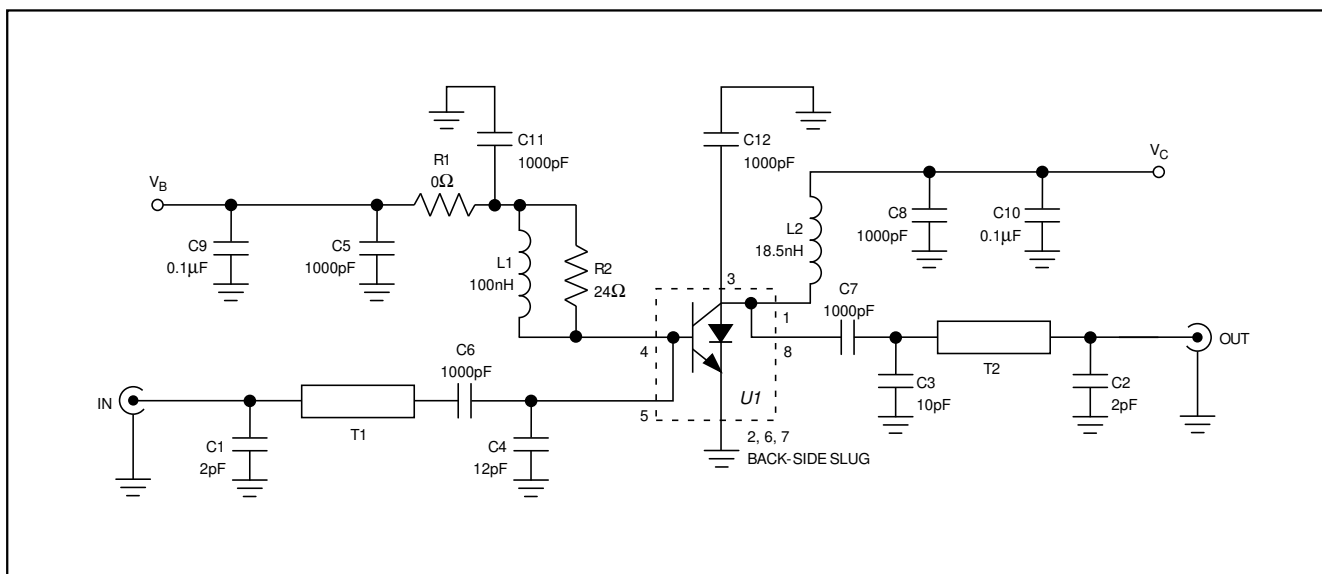 C11
1000pF
C12
1000pF
R1
0Ω
VB
VC
C9
0.1µF
C5
1000pF
L1
100nH
R2
24Ω
L2
18.5nH
C8
1000pF
C10
0.1µF
3
C7
1000pF
1
4
8
C6
1000pF
IN
T1
5
U1
C3
10pF
T2
C2
2pF
OUT
C1
2pF
C4
12pF
2, 6, 7
BACK-SIDE SLUG